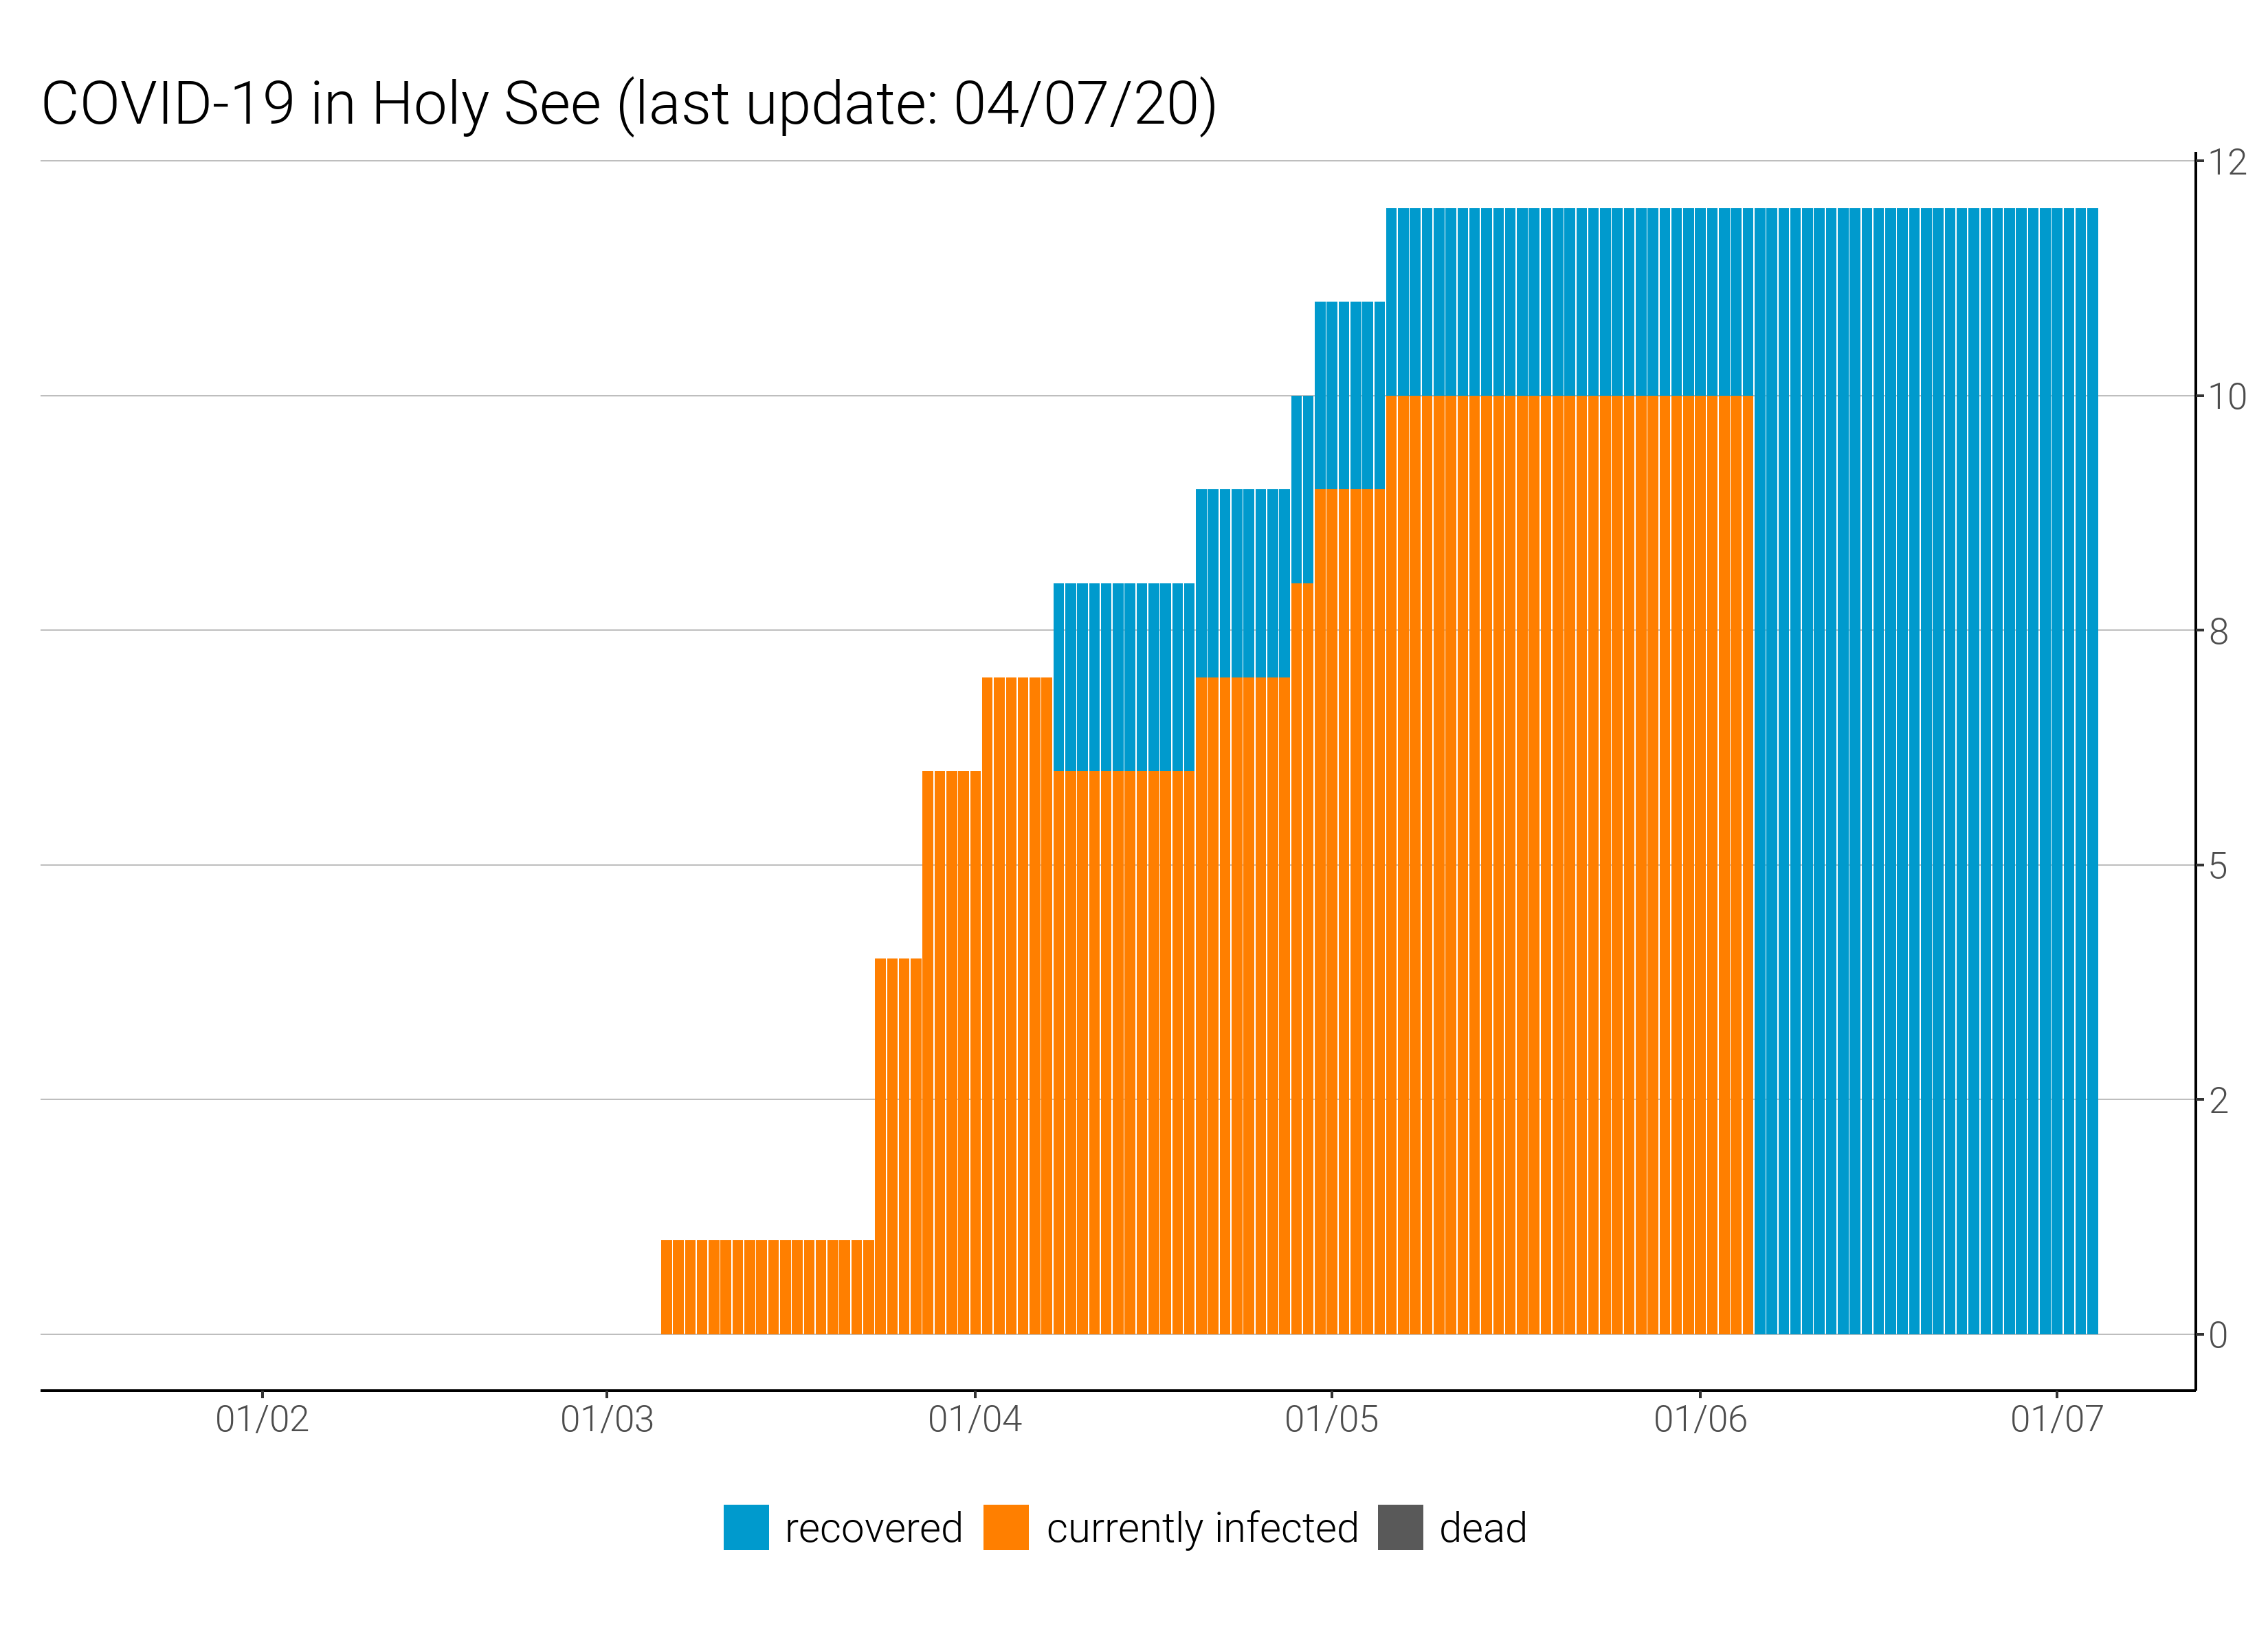 COVID-19 in Holy See (last update: 04/07/20)
12
10
8
5
2
0
01/02 01/03 01/04 01/05 01/06 01/07
recovered currently infected dead